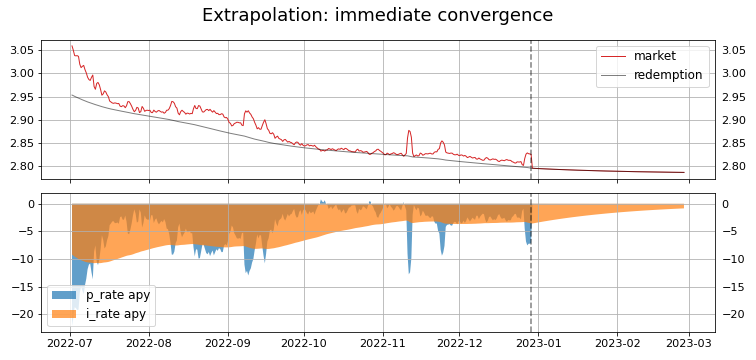 Extrapolation: immediate convergence
3.05 3.05
3.00 market 3.00
redemption
2.95 2.95
2.90 2.90
2.85 2.85
2.80 2.80
0 0
−5 −5
−10 −10
−15 p_rate apy −15
−20 i_rate apy −20
2022-07 2022-08 2022-09 2022-10 2022-11 2022-12 2023-01 2023-02 2023-03